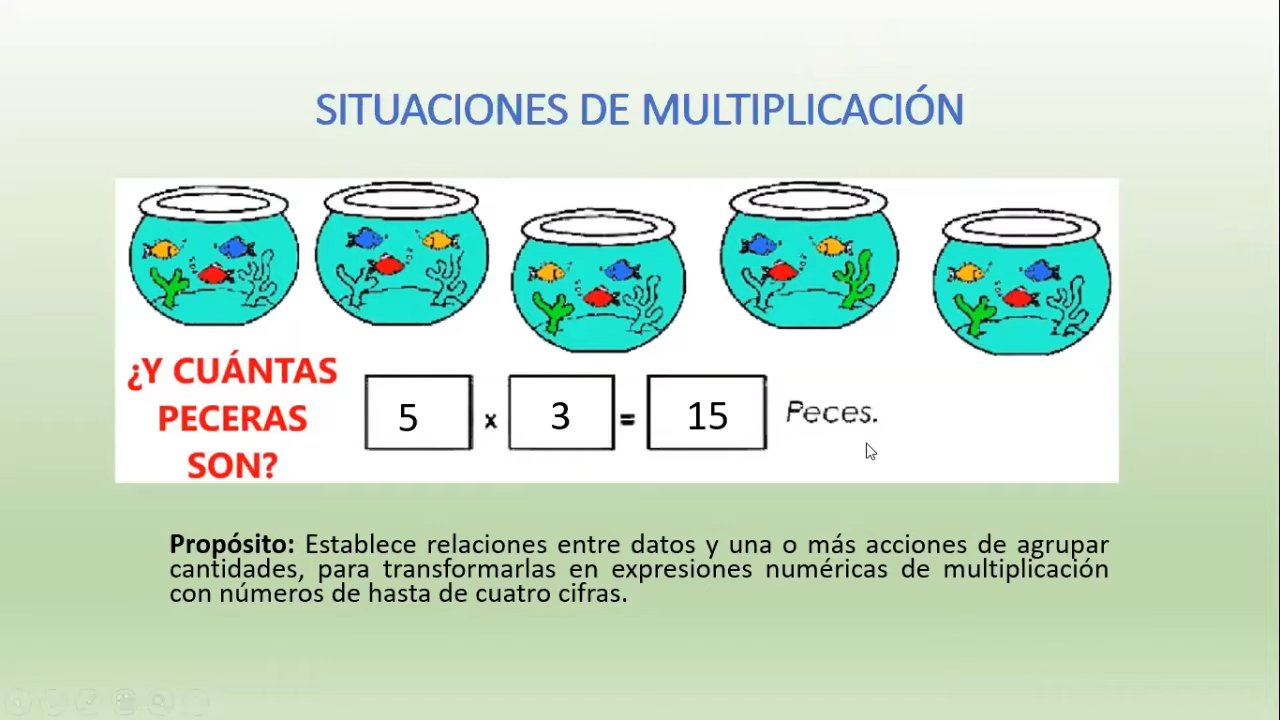 SITUACIONES DE MULTIPLICACIÓN
¿Y CUÁNTAS
PECERAS
SON?
5 x 3 = 15 Peces.
Propósito: Establece relaciones entre datos y una o más acciones de agrupar
cantidades, para transformarlas en expresiones numéricas de multiplicación
con números de hasta de cuatro cifras.